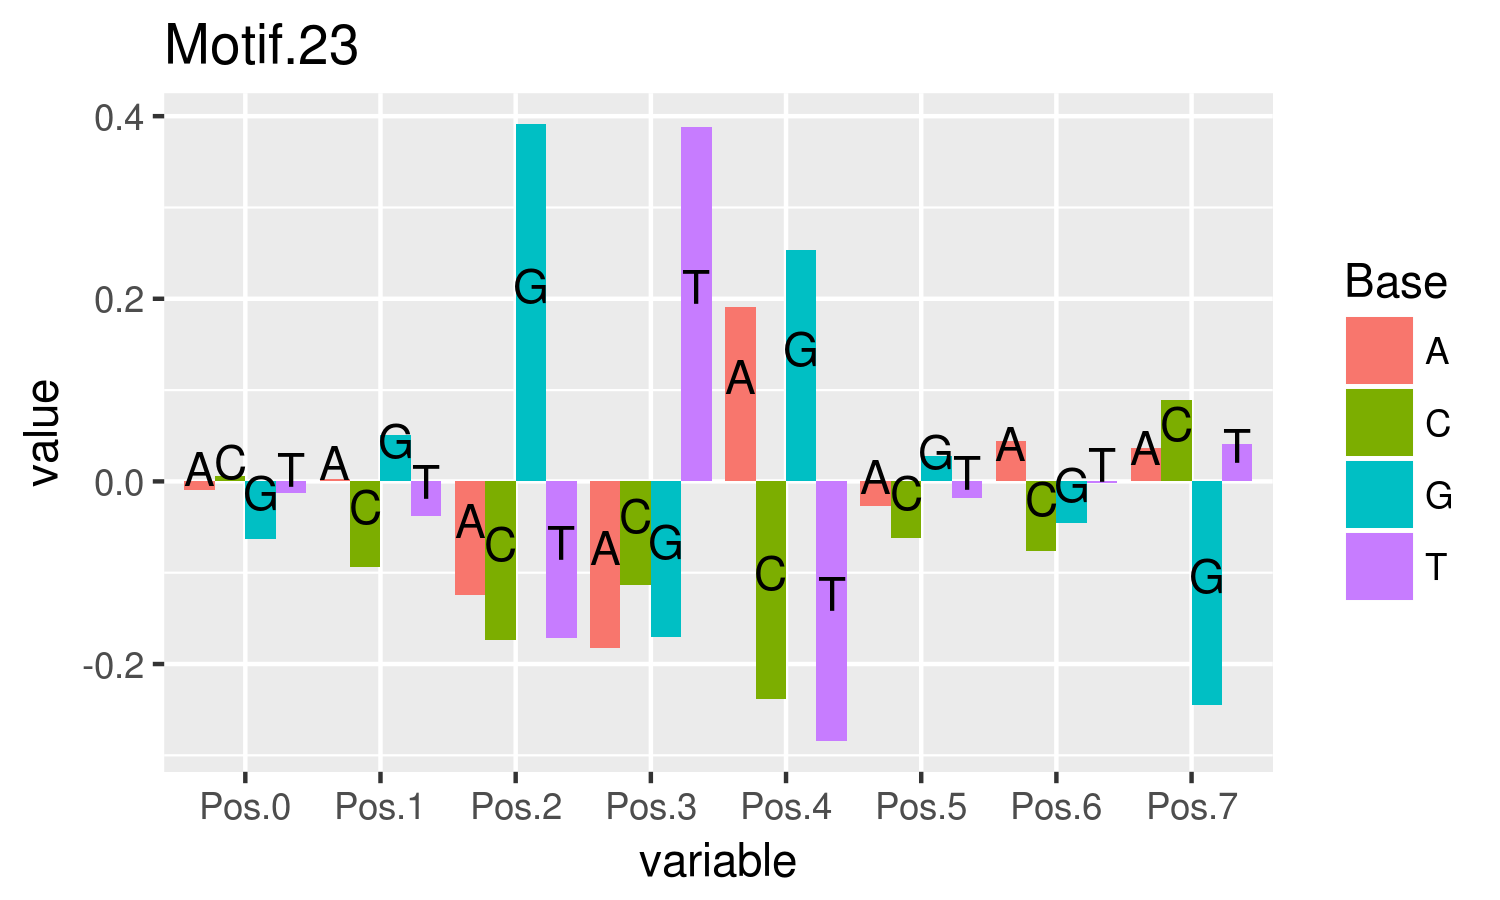 Motif.23
0.4
0.2
0.0
-0.2
value
A C G T A C G T A C G T A C G T A C G T A C G T A C G T A C G T
Pos.0 Pos.1 Pos.2 Pos.3 Pos.4 Pos.5 Pos.6 Pos.7
variable
Base
A
C
G
T